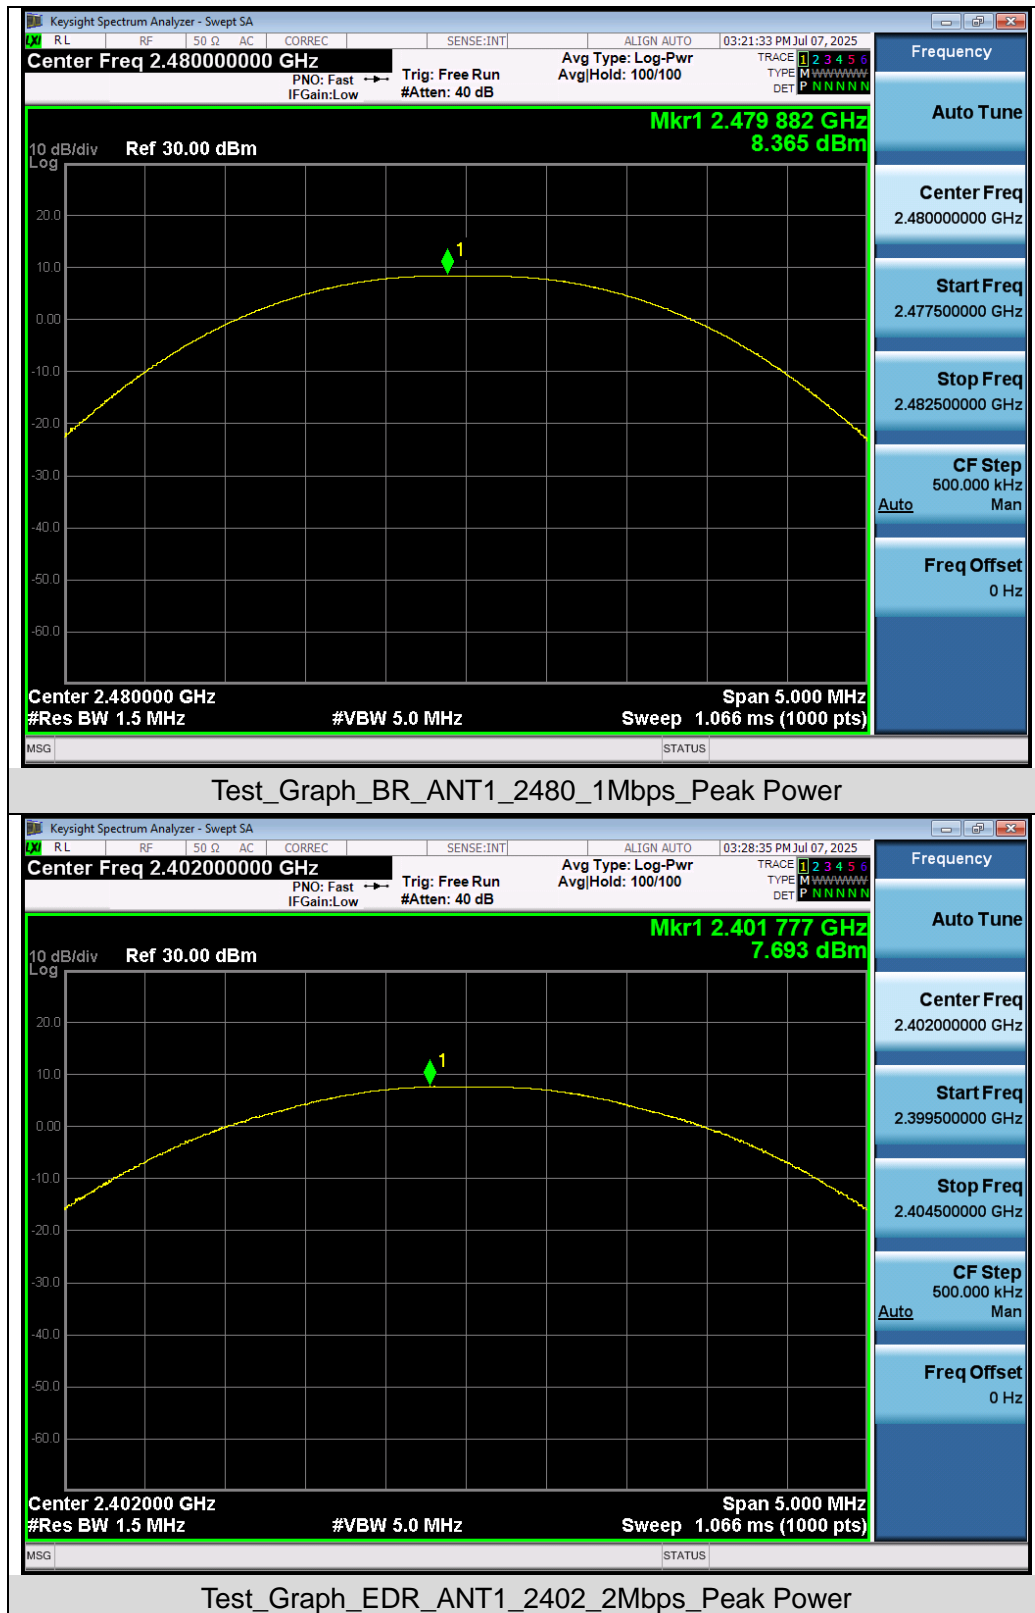 Keysight Spectrum Analyzer - Swept SA
LXI RL RF 50 Ω AC CORREC SENSE:INT ALIGN AUTO 03:21:33 PM Jul 07, 2025
Center Freq 2.480000000 GHz
PNO: Fast
IFGain:Low
Trig: Free Run
#Atten: 40 dB
Avg Type: Log-Pwr
Avg|Hold: 100/100
TRACE 1 2 3 4 5 6
TYPE M WWWWW
DET P N N N N N
Mkr1 2.479 882 GHz
8.365 dBm
10 dB/div Ref 30.00 dBm
Log
1
20.0
10.0
0.00
-10.0
-20.0
-30.0
-40.0
-50.0
-60.0
Center 2.480000 GHz Span 5.000 MHz
#Res BW 1.5 MHz #VBW 5.0 MHz Sweep 1.066 ms (1000 pts)
MSG STATUS
Frequency
Auto Tune
Center Freq
2.480000000 GHz
Start Freq
2.477500000 GHz
Stop Freq
2.482500000 GHz
CF Step
500.000 kHz
Auto Man
Freq Offset
0 Hz
Test_Graph_BR_ANT1_2480_1Mbps_Peak Power
Keysight Spectrum Analyzer - Swept SA
LXI RL RF 50 Ω AC CORREC SENSE:INT ALIGN AUTO 03:28:35 PM Jul 07, 2025
Center Freq 2.402000000 GHz
PNO: Fast
IFGain:Low
Trig: Free Run
#Atten: 40 dB
Avg Type: Log-Pwr
Avg|Hold: 100/100
TRACE 1 2 3 4 5 6
TYPE M WWWWW
DET P N N N N N
Mkr1 2.401 777 GHz
7.693 dBm
10 dB/div Ref 30.00 dBm
Log
1
20.0
10.0
0.00
-10.0
-20.0
-30.0
-40.0
-50.0
-60.0
Center 2.402000 GHz Span 5.000 MHz
#Res BW 1.5 MHz #VBW 5.0 MHz Sweep 1.066 ms (1000 pts)
MSG STATUS
Frequency
Auto Tune
Center Freq
2.402000000 GHz
Start Freq
2.399500000 GHz
Stop Freq
2.404500000 GHz
CF Step
500.000 kHz
Auto Man
Freq Offset
0 Hz
Test_Graph_EDR_ANT1_2402_2Mbps_Peak Power